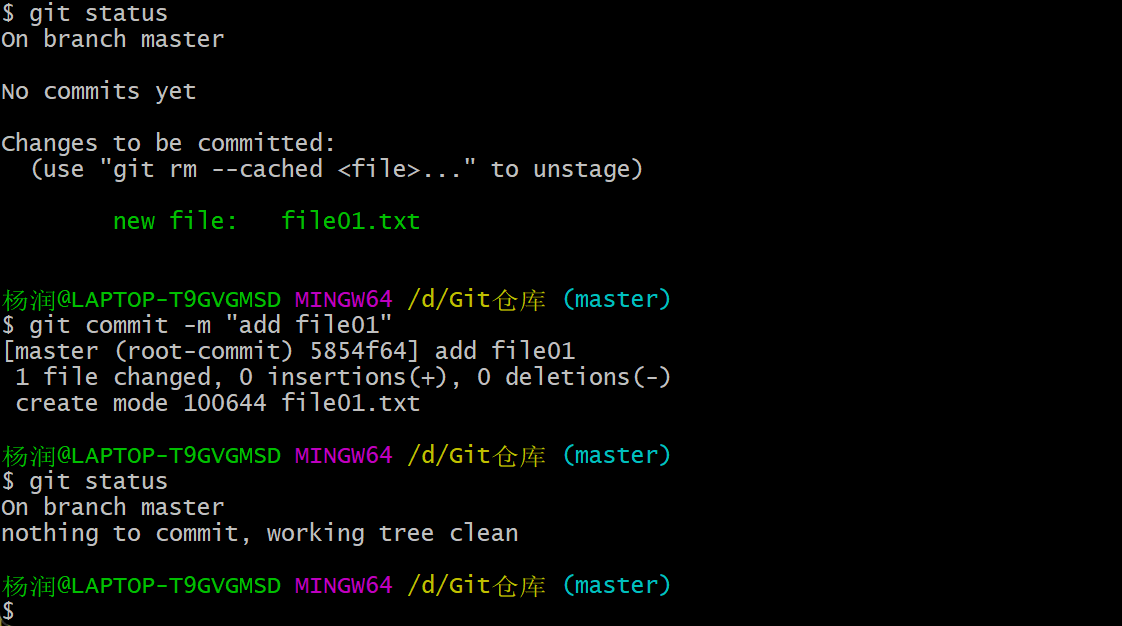 $ git status
On branch master
No commits yet
Changes to be committed:
  (use "git rm --cached <file>..." to unstage)
        new file:   file01.txt
杨润@LAPTOP-T9GVGMSD MINGW64 /d/Git仓库 (master)
$ git commit -m "add file01"
[master (root-commit) 5854f64] add file01
 1 file changed, 0 insertions(+), 0 deletions(-)
 create mode 100644 file01.txt
杨润@LAPTOP-T9GVGMSD MINGW64 /d/Git仓库 (master)
$ git status
On branch master
nothing to commit, working tree clean
杨润@LAPTOP-T9GVGMSD MINGW64 /d/Git仓库 (master)
$